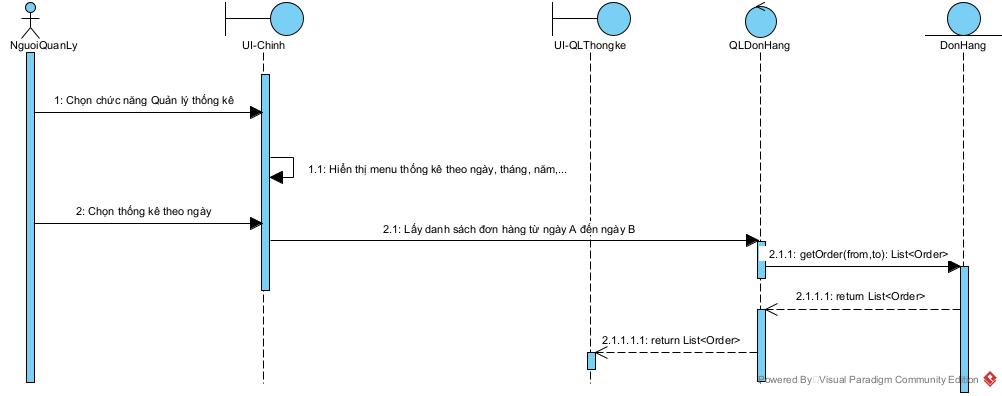 NguoiQuanLy
UI-Chinh
UI-QLThongke
QLDonHang
DonHang
1: Chọn chức năng Quản lý thống kê
1.1: Hiển thị menu thống kê theo ngày, tháng, năm,...
2: Chọn thống kê theo ngày
2.1: Lấy danh sách đơn hàng từ ngày A đến ngày B
2.1.1: getOrder(from,to): List<Order>
2.1.1.1: return List<Order>
2.1.1.1.1: return List<Order>
Powered By Visual Paradigm Community Edition